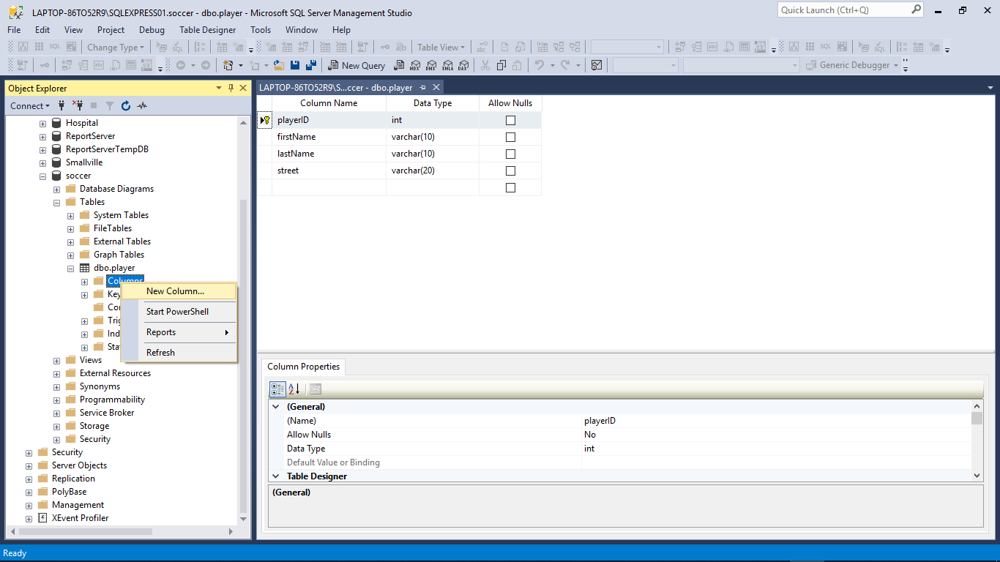 LAPTOP-86TO52R9\SQLEXPRESS01.soccer - dbo.player - Microsoft SQL Server Management Studio
Quick Launch (Ctrl+Q)
File Edit View Project Debug Table Designer Tools Window Help
Change Type
Table View
New Query
Generic Debugger
Object Explorer
Connect
Hospital
ReportServer
ReportServerTempDB
Smallville
soccer
Database Diagrams
Tables
System Tables
FileTables
External Tables
Graph Tables
dbo.player
Columns
Key
Con
Trig
Ind
Stat
New Column...
Start PowerShell
Reports
Refresh
Views
External Resources
Synonyms
Programmability
Service Broker
Storage
Security
Security
Server Objects
Replication
PolyBase
Management
XEvent Profiler
LAPTOP-86TO52R9\S...ccer - dbo.player
Column Name Data Type Allow Nulls
playerID int
firstName varchar(10)
lastName varchar(10)
street varchar(20)
Column Properties
(General)
(Name) playerID
Allow Nulls No
Data Type int
Default Value or Binding
Table Designer
(General)
Ready